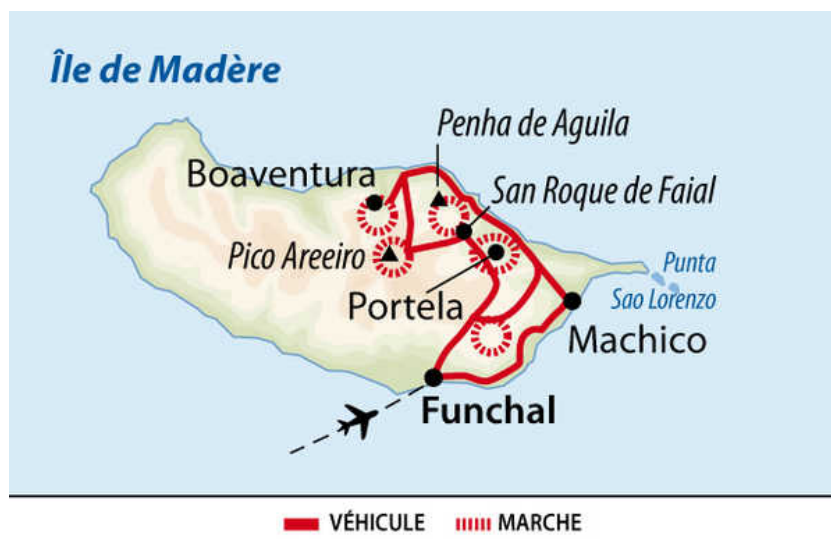 Île de Madère
Penha de Aguila
Boaventura
San Roque de Faial
Pico Areeiro
Punta
Sao Lorenzo
Portela
Machico
Funchal
VÉHICULE
MARCHE